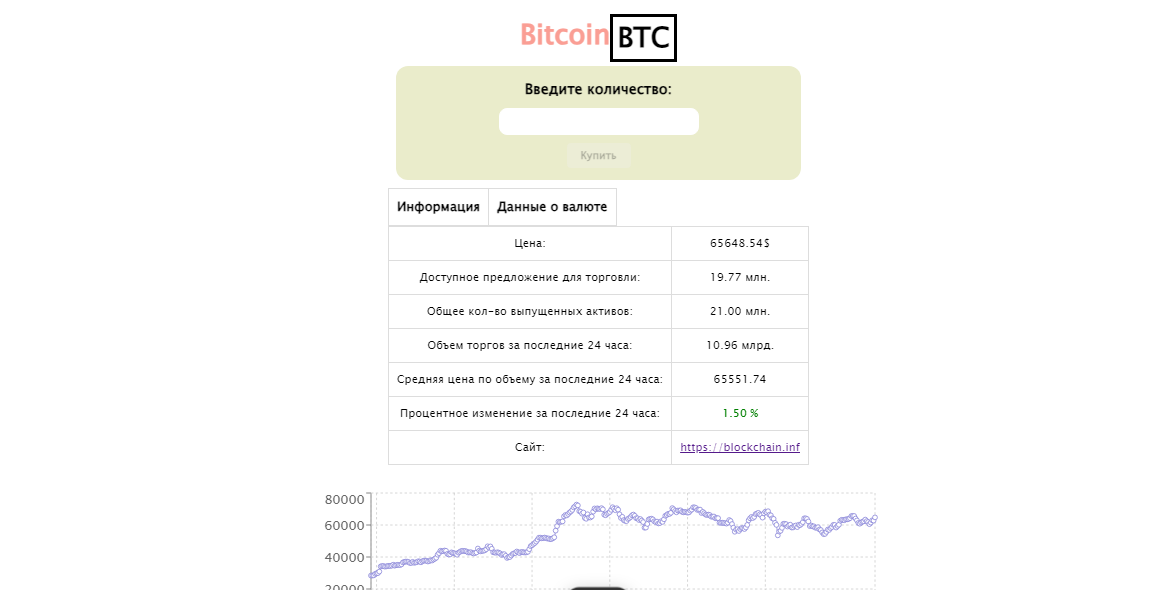 Bitcoin BTC
Введите количество:
Купить
Информация Данные о валюте
Цена: 65648.54$
Доступное предложение для торговли: 19.77 млн.
Общее кол-во выпущенных активов: 21.00 млн.
Объем торгов за последние 24 часа: 10.96 млрд.
Средняя цена по объему за последние 24 часа: 65551.74
Процентное изменение за последние 24 часа: 1.50 %
Сайт: https://blockchain.inf
80000
60000
40000
20000